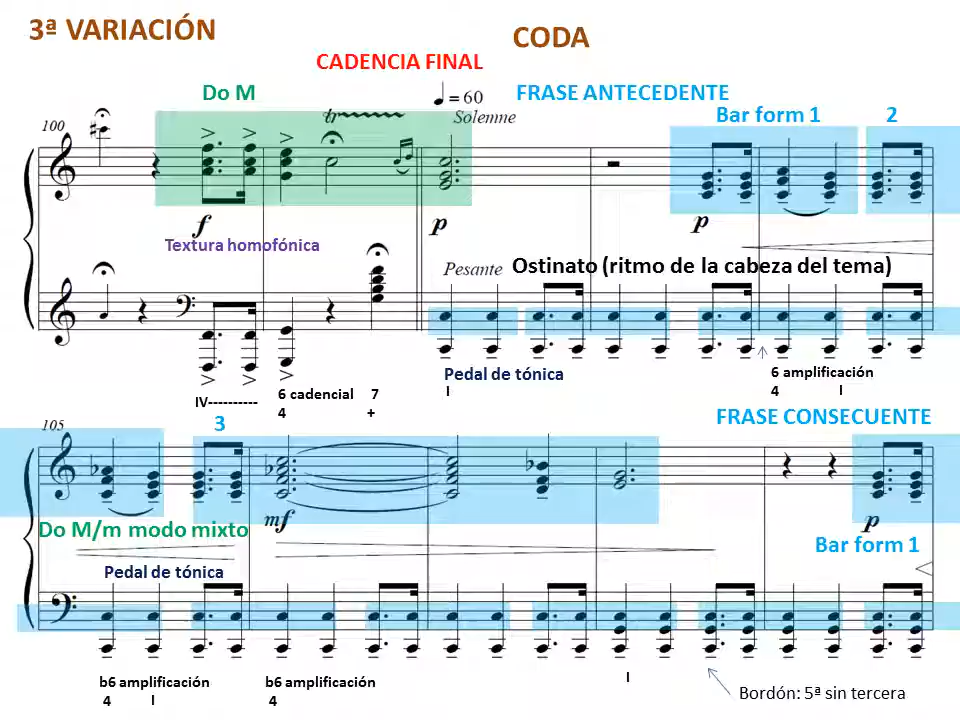 3ª VARIACIÓN
CODA
CADENCIA FINAL
Do M
♩ = 60
FRASE ANTECEDENTE
Solemne
Bar form 1
2
100
tr
f
p
p
Textura homofónica
Pesante
Ostinato (ritmo de la cabeza del tema)
Pedal de tónica
IV----------
6 cadencial 7
4 +
I
6 amplificación
4 I
105
3
FRASE CONSECUENTE
mf
p
Do M/m modo mixto
Bar form 1
Pedal de tónica
b6 amplificación
4 I
b6 amplificación
4
I
Bordón: 5ª sin tercera